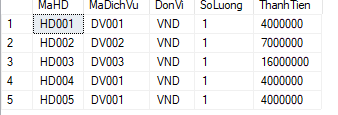 MaHD MaDichVu DonVi SoLuong ThanhTien
1 HD001 DV001 VND 1 4000000
2 HD002 DV002 VND 1 7000000
3 HD003 DV003 VND 1 16000000
4 HD004 DV001 VND 1 4000000
5 HD005 DV001 VND 1 4000000